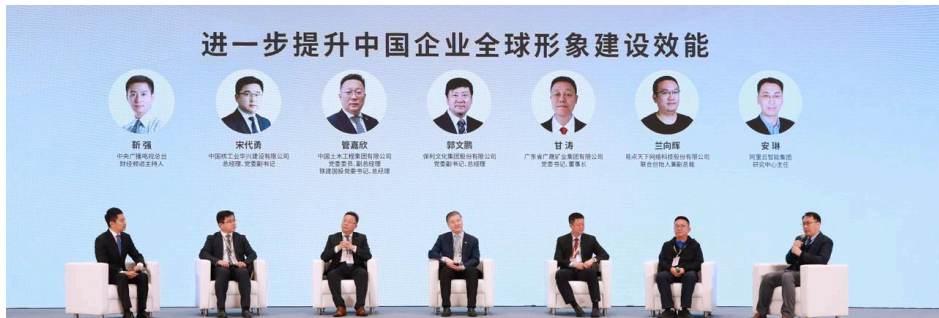 进一步提升中国企业全球形象建设效能
靳 强
中央广播电视总台
财经频道主持人
宋代勇
中国核工业华兴建设有限公司
总经理、党委副书记
管嘉欣
中国土木工程集团有限公司
党委委员、副总经理
铁建国投党委书记、总经理
郭文鹏
保利文化集团股份有限公司
党委副书记、总经理
甘 涛
广东省广晟矿业集团有限公司
党委书记、董事长
兰向辉
易点天下网络科技股份有限公司
联合创始人兼副总裁
安 琳
阿里云智能集团
研究中心主任